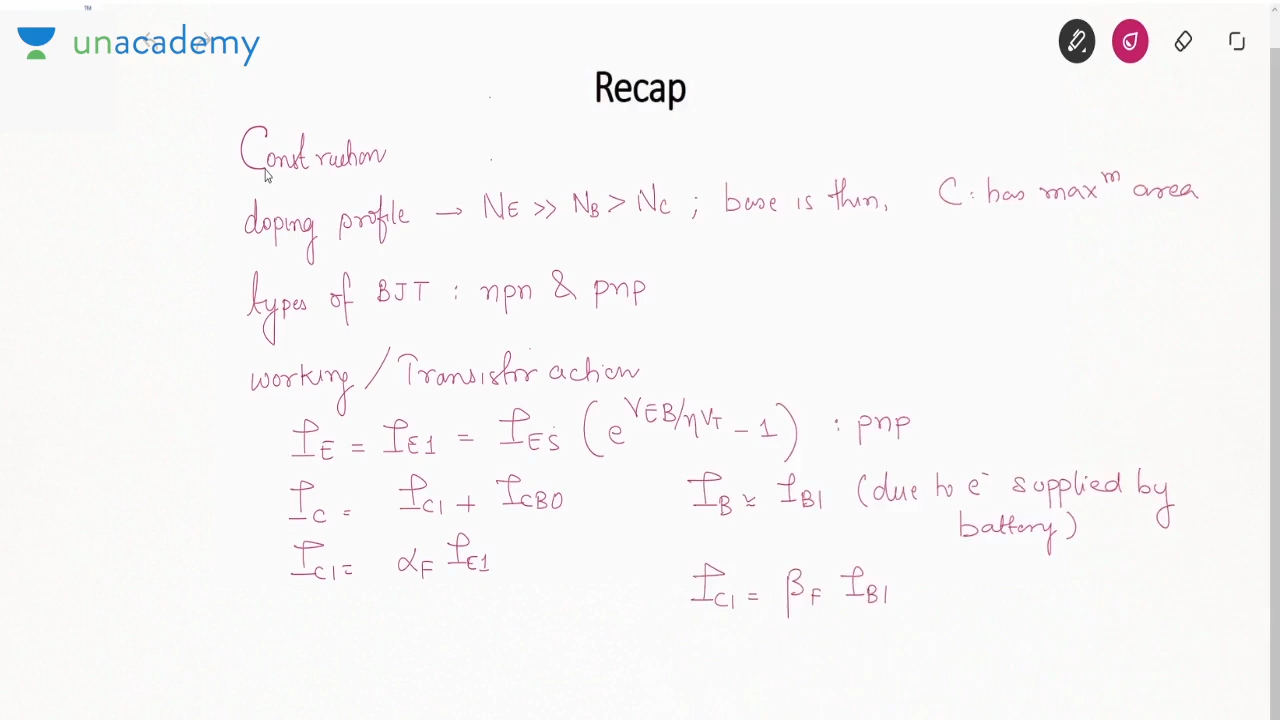 TM
unacademy
Recap
Construction
doping profile → NE >> NB > NC ; base is thin, C: has maxᵐ area
types of BJT : npn & pnp
working / Transistor action
IE = IE1 = IES (e^VEB/ηVT - 1) : pnp
IC = IC1 + ICBO IB ≈ IB1 (due to e⁻ supplied by
battery)
IC1 = αF IE1
IC1 = βF IB1